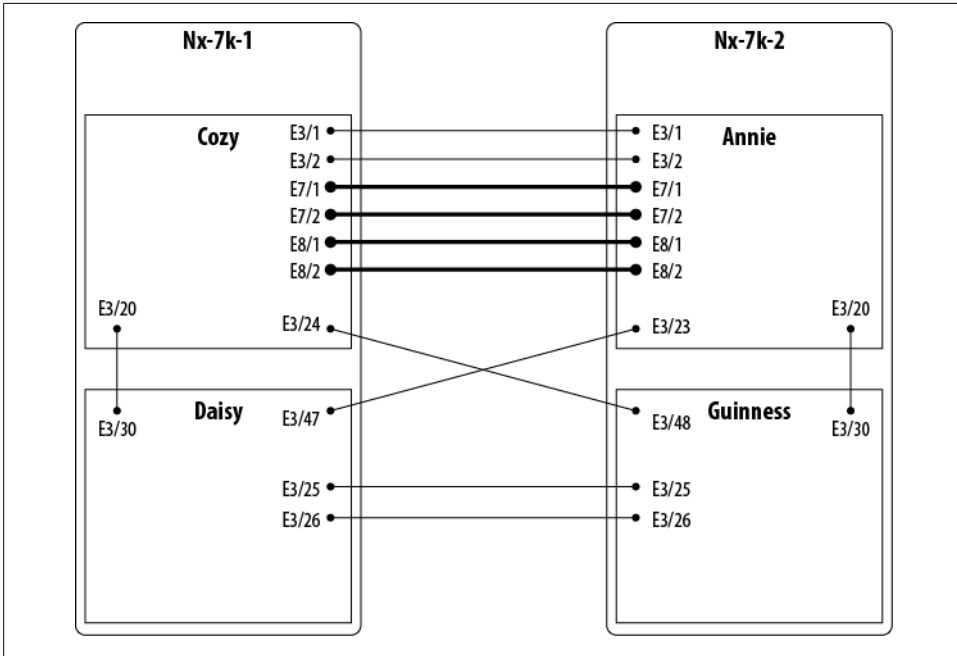 Nx-7k-1
Nx-7k-2
Cozy
E3/1
E3/2
E7/1
E7/2
E8/1
E8/2
E3/20
E3/24
E3/1
Annie
E3/2
E7/1
E7/2
E8/1
E8/2
E3/23
E3/20
Daisy
E3/47
E3/30
E3/25
E3/26
Guinness
E3/48
E3/30
E3/25
E3/26